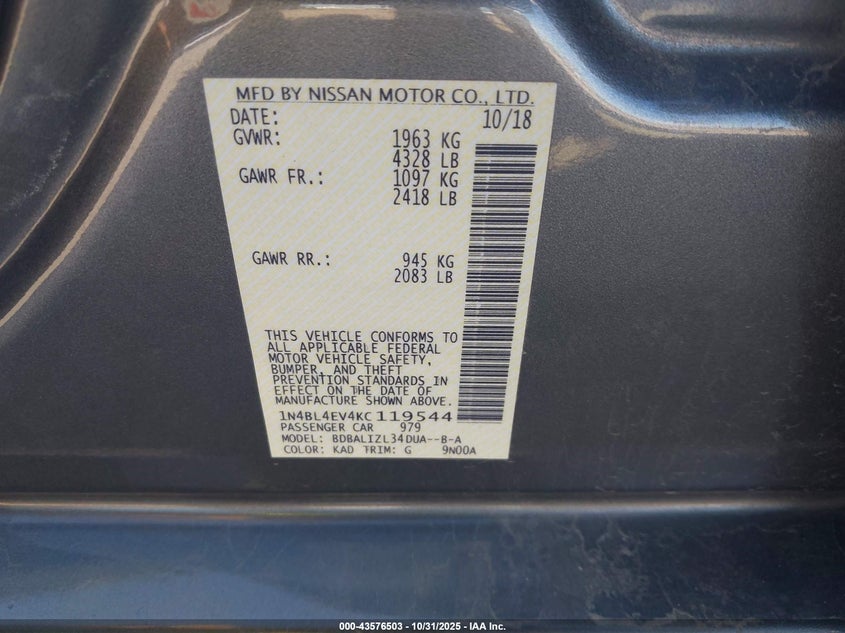 MFD BY NISSAN MOTOR CO., LTD.
DATE: 10/18
GVWR: 1963 KG
4328 LB
GAWR FR.: 1097 KG
2418 LB
GAWR RR.: 945 KG
2083 LB
THIS VEHICLE CONFORMS TO
ALL APPLICABLE FEDERAL
MOTOR VEHICLE SAFETY,
BUMPER, AND THEFT
PREVENTION STANDARDS IN
EFFECT ON THE DATE OF
MANUFACTURE SHOWN ABOVE.
1N4BL4EV4KC119544
PASSENGER CAR 979
MODEL: BDBALIZL34DUA--B-A
COLOR: KAD TRIM: G 9N00A
000-43576503 - 10/31/2025 - IAA Inc.